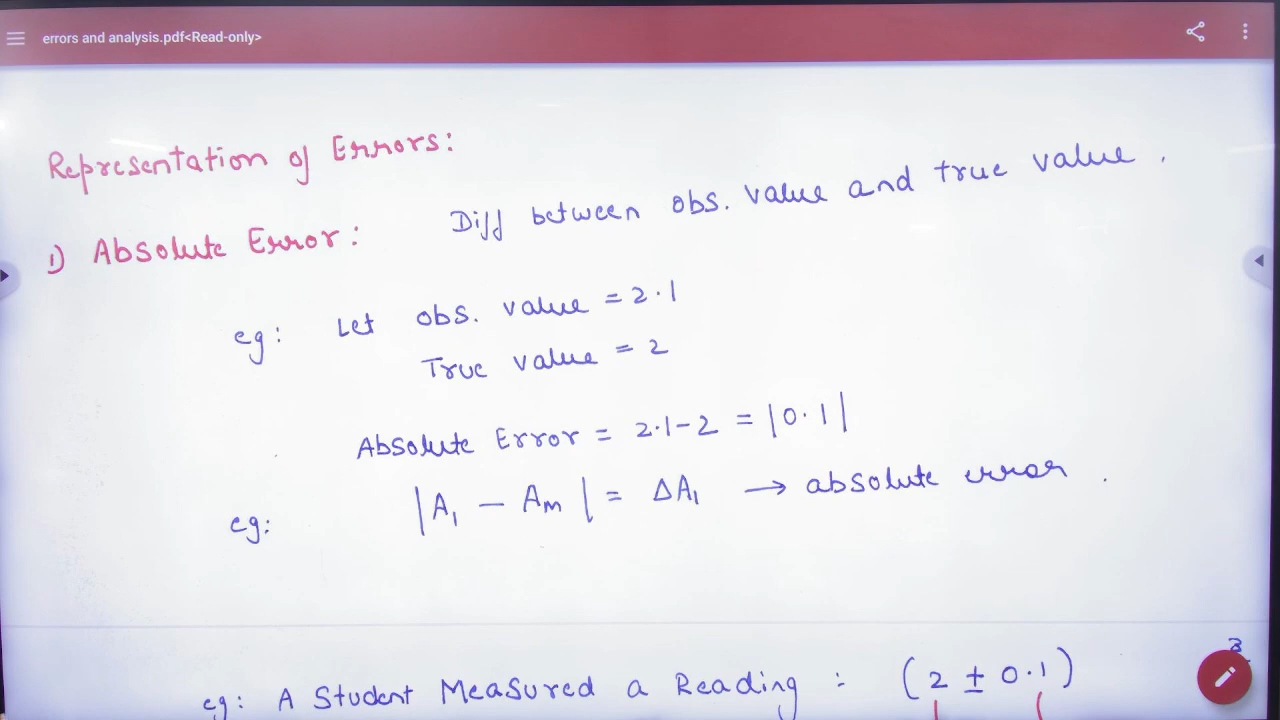 errors and analysis.pdf<Read-only>
Representation of Errors:
1) Absolute Error: Diff between obs. value and true value.
eg: Let obs. value = 2.1
True value = 2
Absolute Error = 2.1-2 = |0.1|
eg: |A₁ - Aₘ| = ΔA₁ → absolute error.
3
eg: A Student Measured a Reading : (2 ± 0.1)